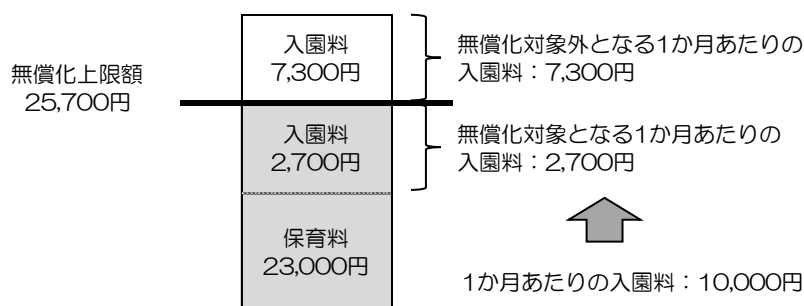 無償化上限額
25,700円
入園料
7,300円
入園料
2,700円
保育料
23,000円
無償化対象外となる1か月あたりの
入園料：7,300円
無償化対象となる1か月あたりの
入園料：2,700円
1か月あたりの入園料：10,000円